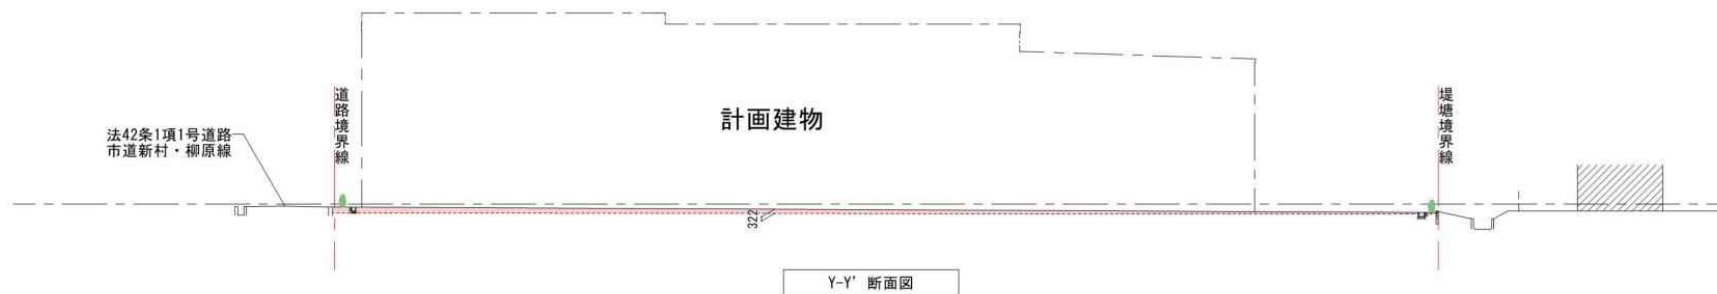 道路境界線
計画建物
堤塘境界線
法42条1項1号道路
市道新村・柳原線
322
Y-Y' 断面図